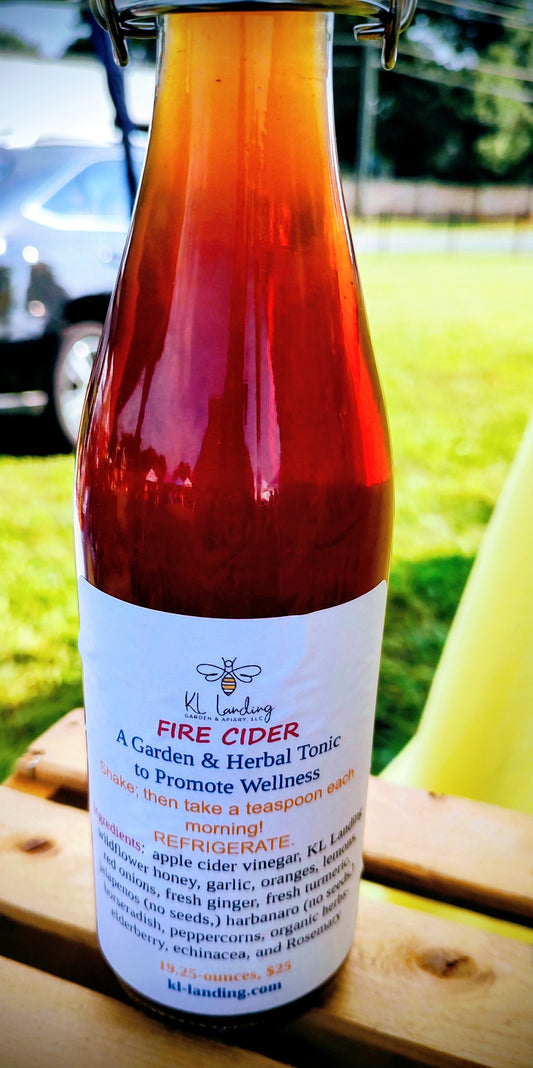 KL Landing
GARDEN & APIARY, LLC
FIRE CIDER
A Garden & Herbal Tonic
to Promote Wellness
Shake; then take a teaspoon each
morning!
REFRIGERATE.
Ingredients: apple cider vinegar, KL Landing
wildflower honey, garlic, oranges, lemons,
red onions, fresh ginger, fresh turmeric,
jalapenos (no seeds,) harbanaro (no seeds,)
horseradish, peppercorns, organic herbs:
elderberry, echinacea, and Rosemary
19.25-ounces, $25
kl-landing.com